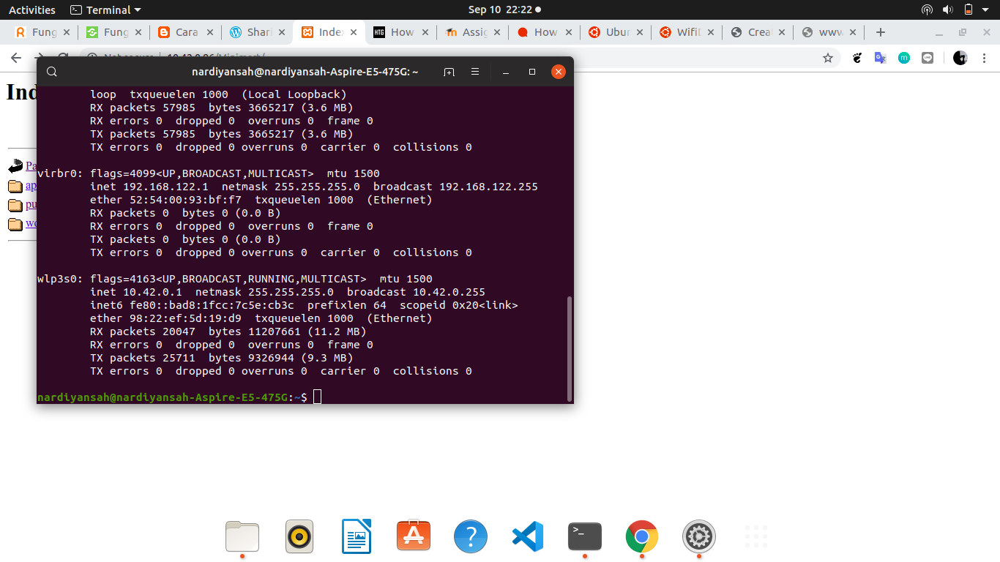 Activities Terminal Sep 10 22:22
Fung Fung Cara Shari Index HTG How Assig How Ubur WifiD Crea www
nardiyansah@nardiyansah-Aspire-E5-475G: ~
Ind
Pa
ap
pu
wo
loop txqueuelen 1000 (Local Loopback)
RX packets 57985 bytes 3665217 (3.6 MB)
RX errors 0 dropped 0 overruns 0 frame 0
TX packets 57985 bytes 3665217 (3.6 MB)
TX errors 0 dropped 0 overruns 0 carrier 0 collisions 0
virbr0: flags=4099<UP,BROADCAST,MULTICAST> mtu 1500
inet 192.168.122.1 netmask 255.255.255.0 broadcast 192.168.122.255
ether 52:54:00:93:bf:f7 txqueuelen 1000 (Ethernet)
RX packets 0 bytes 0 (0.0 B)
RX errors 0 dropped 0 overruns 0 frame 0
TX packets 0 bytes 0 (0.0 B)
TX errors 0 dropped 0 overruns 0 carrier 0 collisions 0
wlp3s0: flags=4163<UP,BROADCAST,RUNNING,MULTICAST> mtu 1500
inet 10.42.0.1 netmask 255.255.255.0 broadcast 10.42.0.255
inet6 fe80::bad8:1fcc:7c5e:cb3c prefixlen 64 scopeid 0x20<link>
ether 98:22:ef:5d:19:d9 txqueuelen 1000 (Ethernet)
RX packets 20047 bytes 11207661 (11.2 MB)
RX errors 0 dropped 0 overruns 0 frame 0
TX packets 25711 bytes 9326944 (9.3 MB)
TX errors 0 dropped 0 overruns 0 carrier 0 collisions 0
nardiyansah@nardiyansah-Aspire-E5-475G:~$